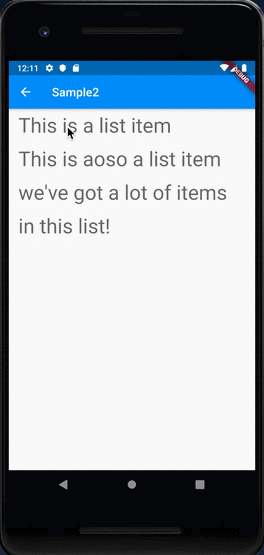 12:11
DEBUG
Sample2
This is a list item
This is aoso a list item
we've got a lot of items
in this list!